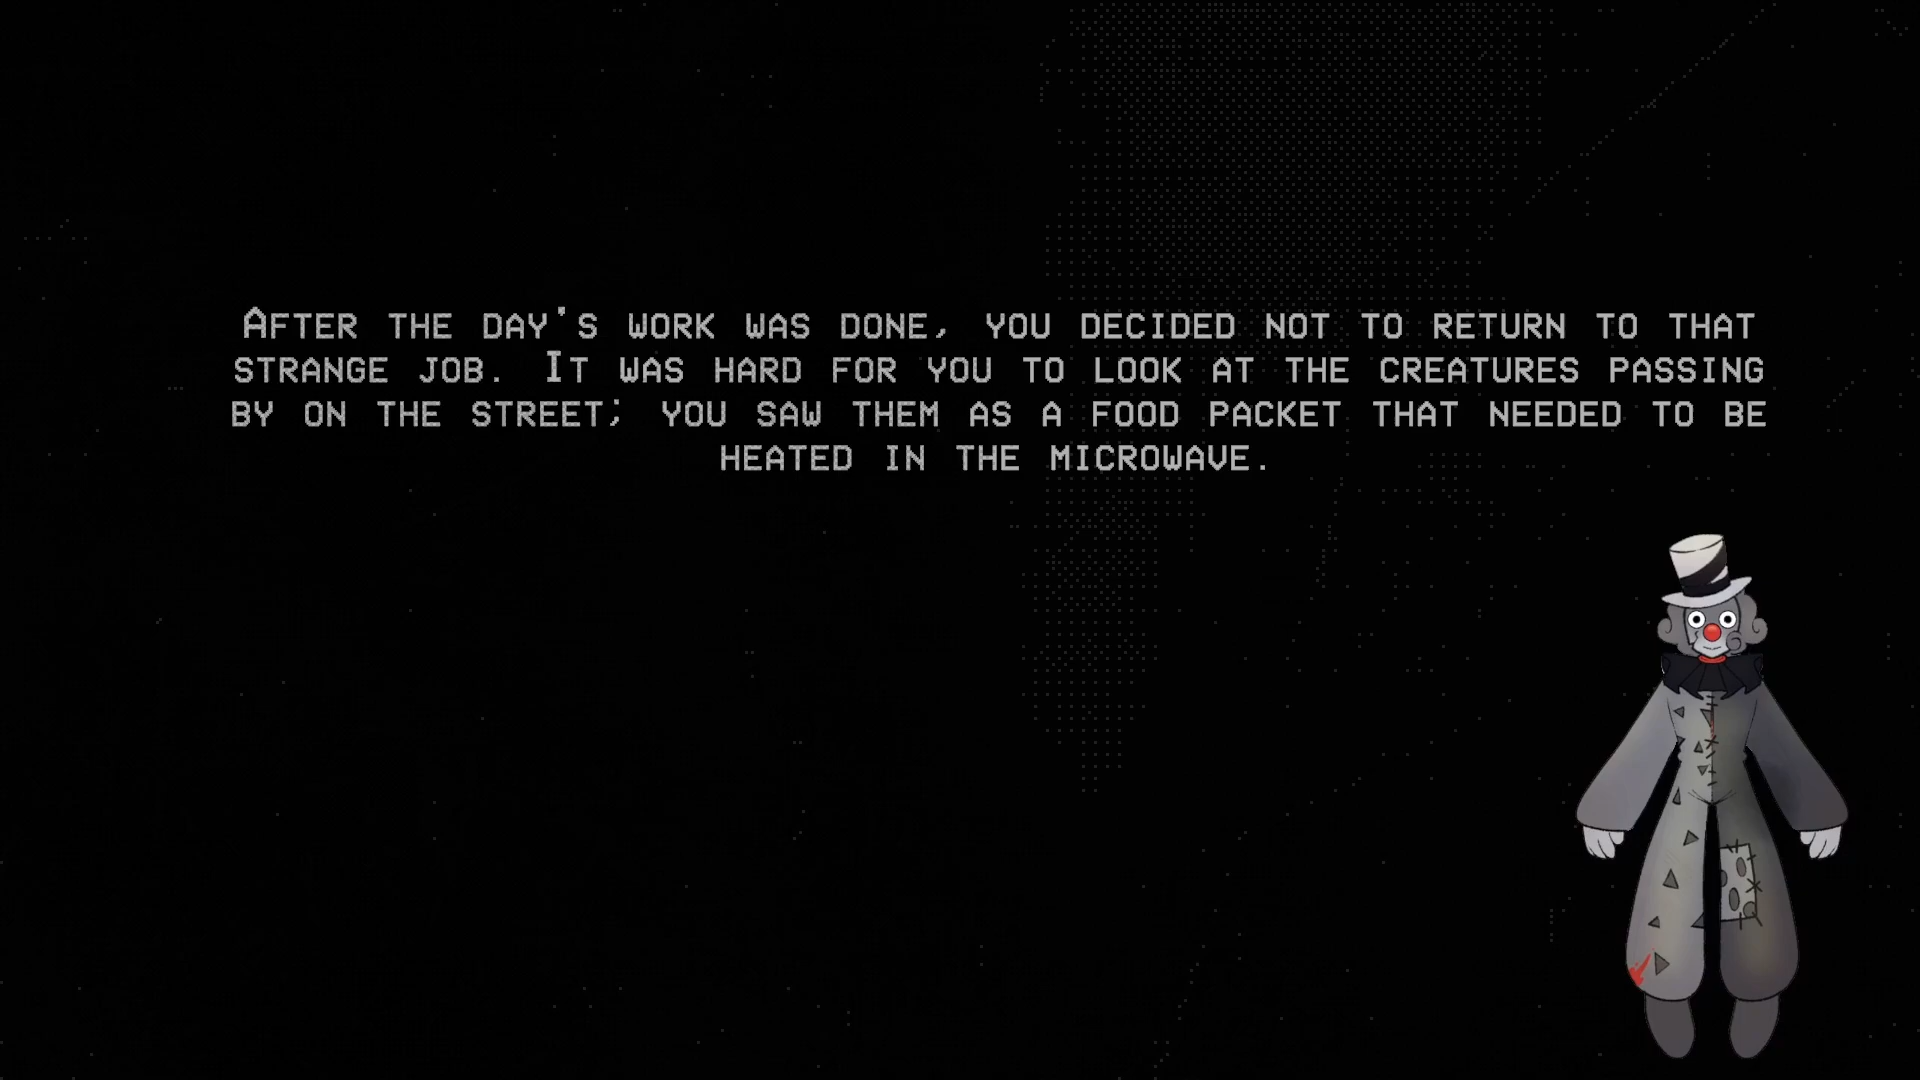 After the day's work was done, you decided not to return to that
strange job. It was hard for you to look at the creatures passing
by on the street; you saw them as a food packet that needed to be
heated in the microwave.